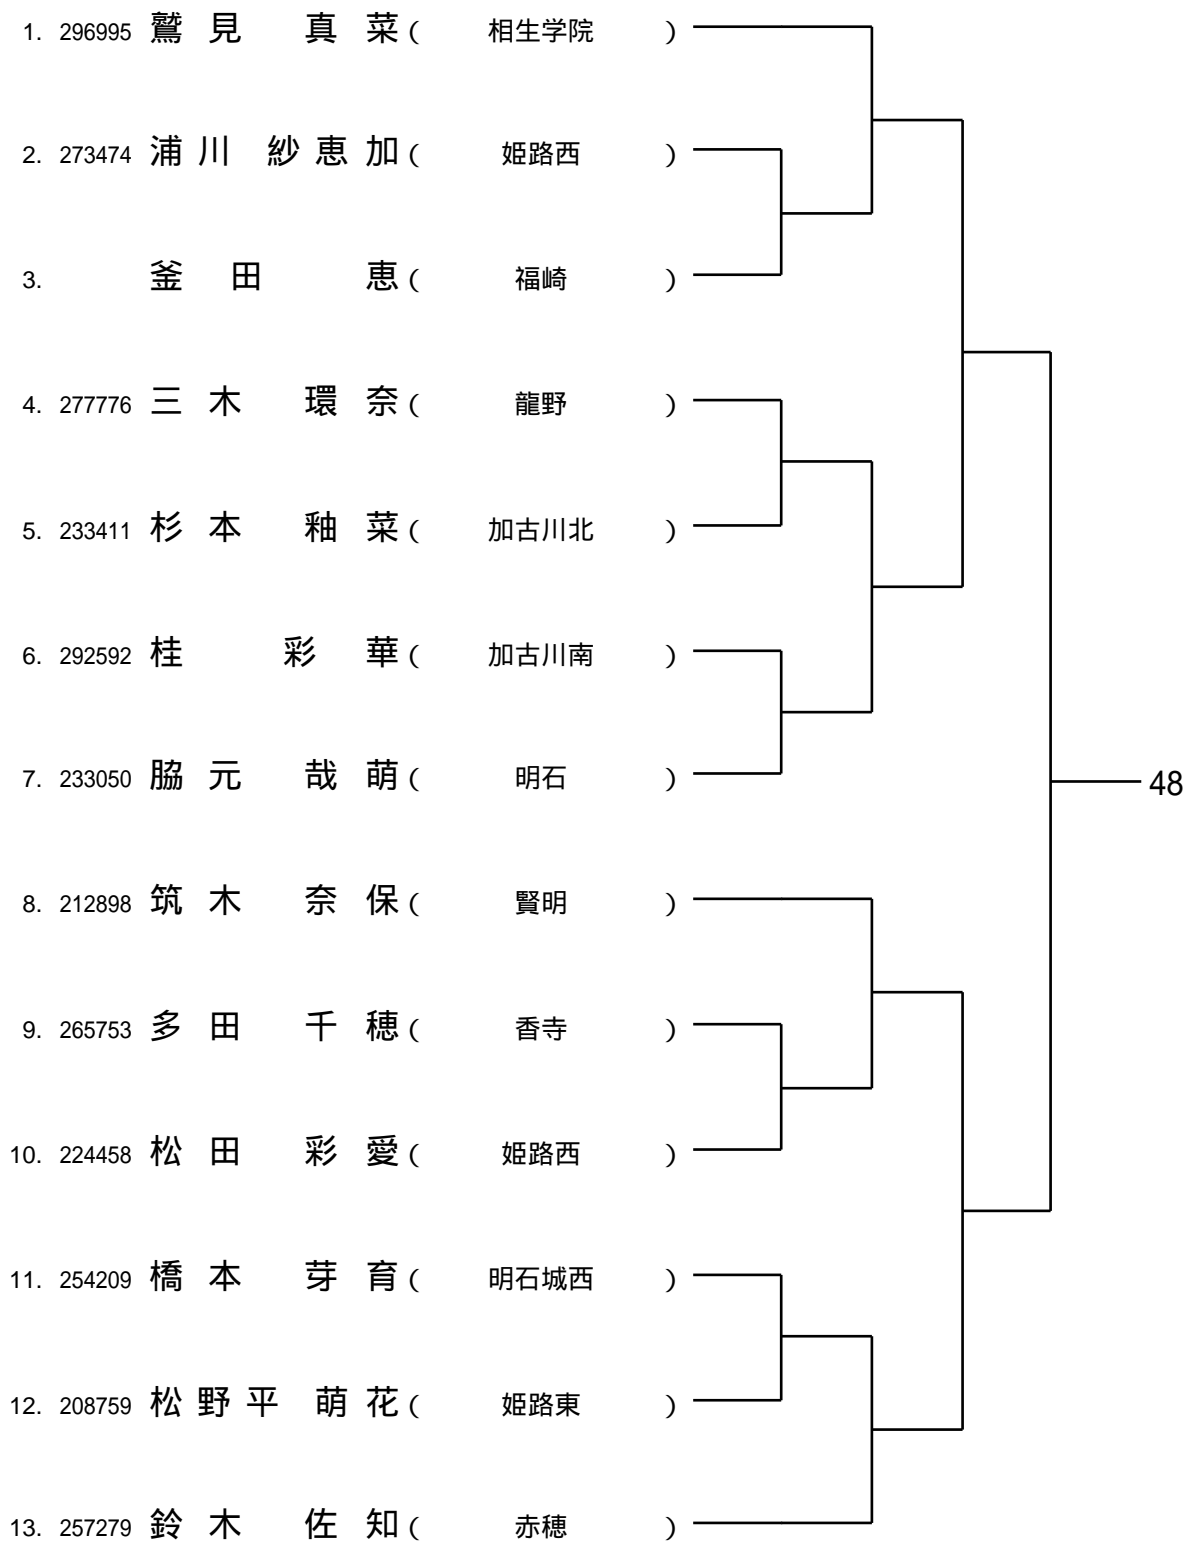 1. 296995 鷲見 真菜 ( 相生学院 )
2. 273474 浦川 紗恵加 ( 姫路西 )
3. 釜田 恵 ( 福崎 )
4. 277776 三木 環奈 ( 龍野 )
5. 233411 杉本 釉菜 ( 加古川北 )
6. 292592 桂 彩華 ( 加古川南 )
7. 233050 脇元 哉萌 ( 明石 )
48
8. 212898 筑木 奈保 ( 賢明 )
9. 265753 多田 千穂 ( 香寺 )
10. 224458 松田 彩愛 ( 姫路西 )
11. 254209 橋本 芽育 ( 明石城西 )
12. 208759 松野平 萌花 ( 姫路東 )
13. 257279 鈴木 佐知 ( 赤穂 )